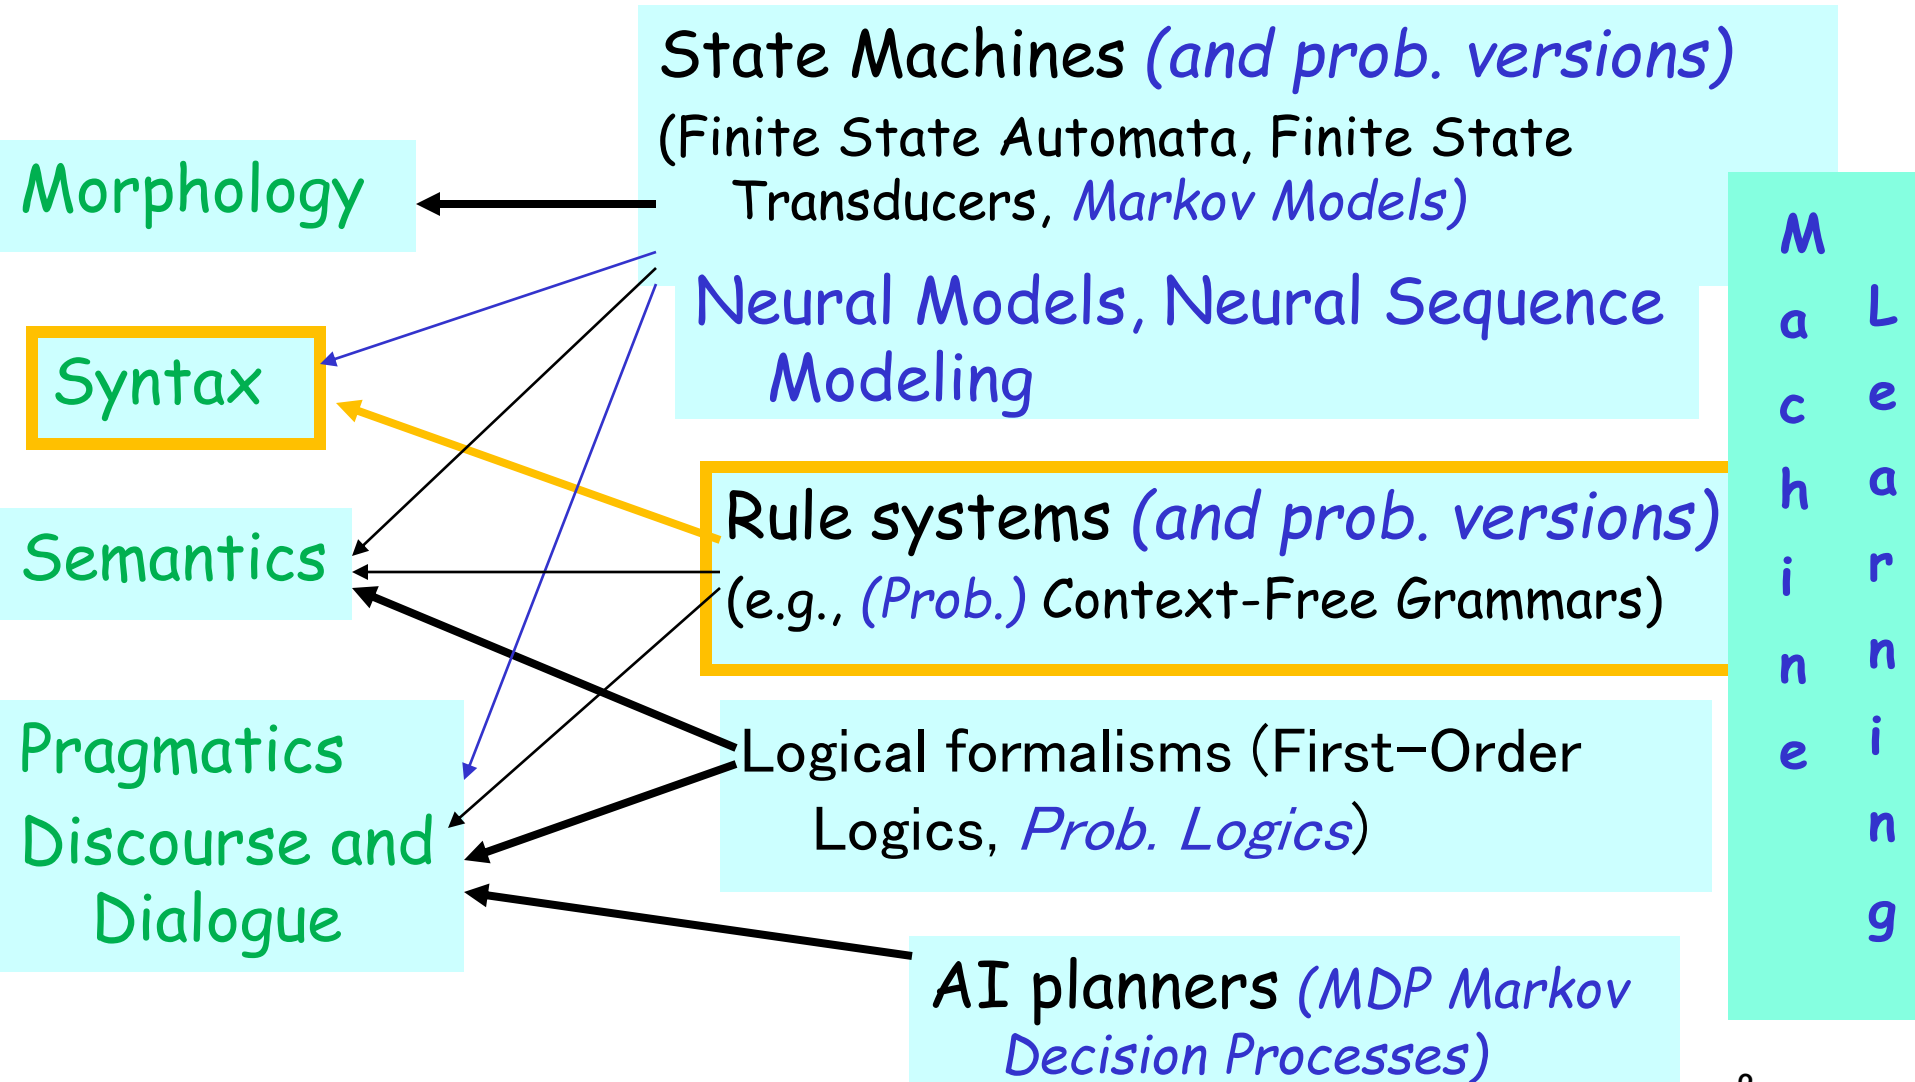 State Machines (and prob. versions)
(Finite State Automata, Finite State
Transducers, Markov Models)
Morphology
Neural Models, Neural Sequence
Modeling
Syntax
Rule systems (and prob. versions)
(e.g., (Prob.) Context-Free Grammars)
Semantics
Logical formalisms (First-Order
Logics, Prob. Logics)
Pragmatics
Discourse and
Dialogue
AI planners (MDP Markov
Decision Processes)
Machine
Learning